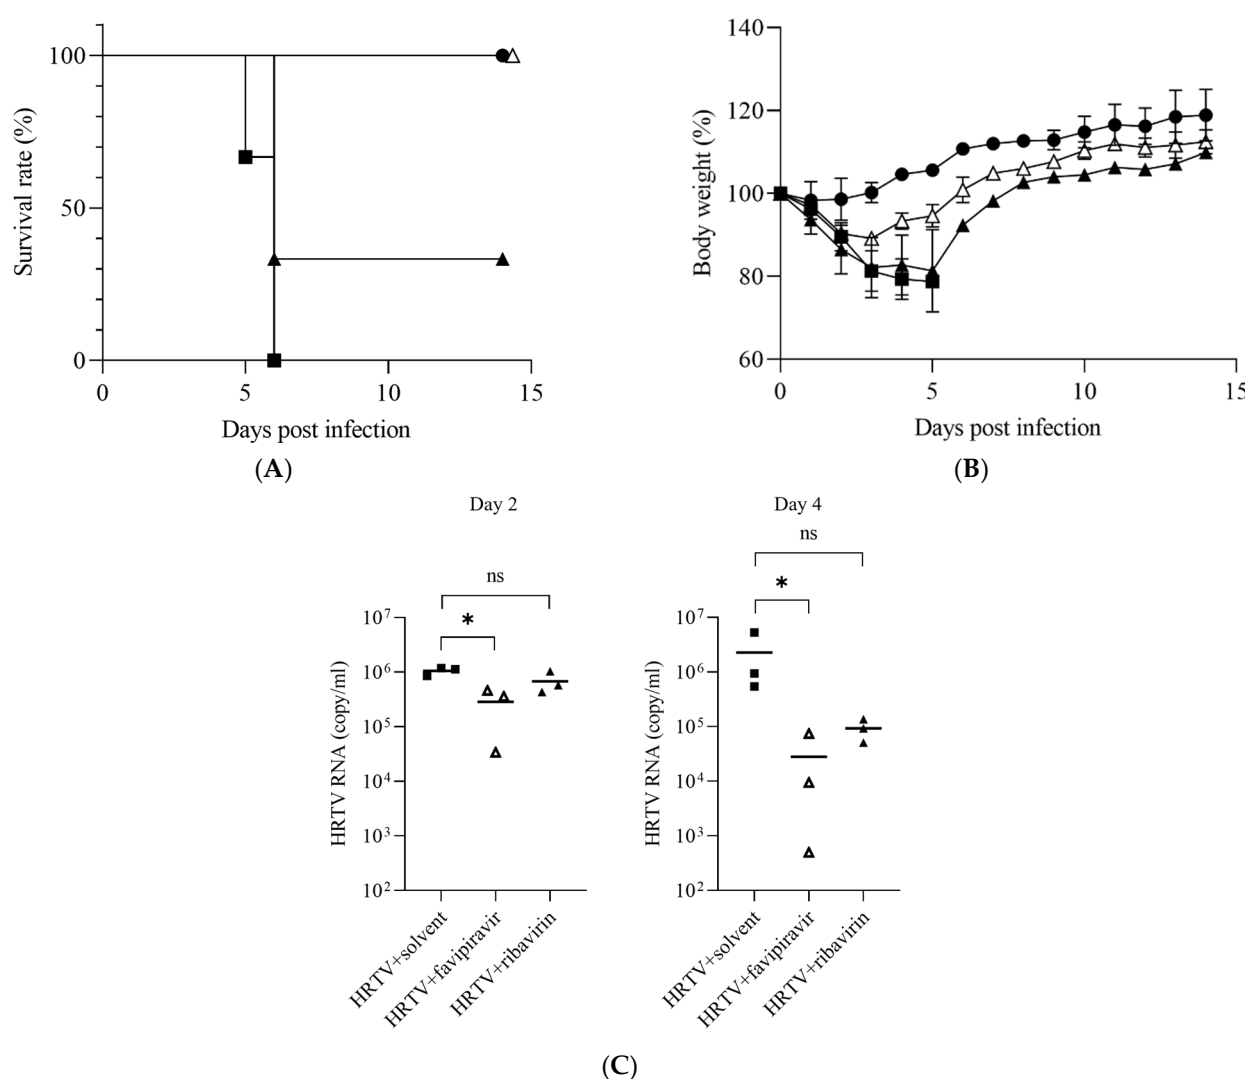 Survival rate (%)
100
50
0
0 5 10 15
Days post infection
(A)
Body weight (%)
140
120
100
80
60
0 5 10 15
Days post infection
(B)
Day 2
ns
*
HRTV RNA (copy/ml)
10⁷
10⁶
10⁵
10⁴
10³
10²
HRTV+solvent
HRTV+favipiravir
HRTV+ribavirin
Day 4
ns
*
HRTV RNA (copy/ml)
10⁷
10⁶
10⁵
10⁴
10³
10²
HRTV+solvent
HRTV+favipiravir
HRTV+ribavirin
(C)